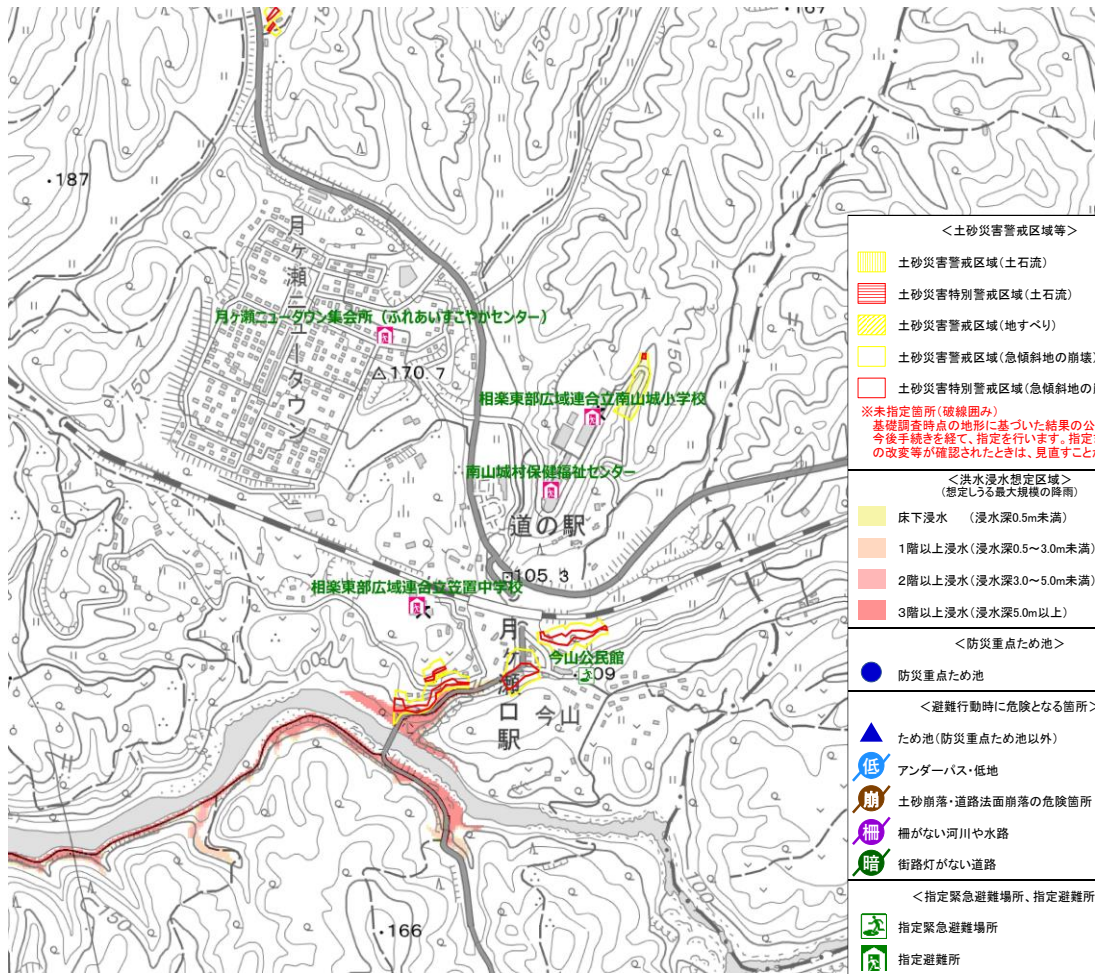 ・167
150
・187
150
月ヶ瀬ニュータウン
月ヶ瀬ニュータウン集会所（ふれあいすこやかセンター）
△170.7
150
150
相楽東部広域連合立南山城小学校
南山城村保健福祉センター
道の駅
105.3
相楽東部広域連合立笠置中学校
月ヶ瀬口駅
今山公民館
・109
今山
・166
150
100
＜土砂災害警戒区域等＞
土砂災害警戒区域（土石流）
土砂災害特別警戒区域（土石流）
土砂災害警戒区域（地すべり）
土砂災害警戒区域（急傾斜地の崩壊）
土砂災害特別警戒区域（急傾斜地の崩
※未指定箇所（破線囲み）
基礎調査時点の地形に基づいた結果の公
今後手続きを経て、指定を行います。指定
の改変等が確認されたときは、見直すことが
＜洪水浸水想定区域＞
（想定しうる最大規模の降雨）
床下浸水　（浸水深0.5m未満）
1階以上浸水（浸水深0.5～3.0m未満）
2階以上浸水（浸水深3.0～5.0m未満）
3階以上浸水（浸水深5.0m以上）
＜防災重点ため池＞
防災重点ため池
＜避難行動時に危険となる箇所＞
ため池（防災重点ため池以外）
低 アンダーパス・低地
崩 土砂崩落・道路法面崩落の危険箇所
柵 柵がない河川や水路
暗 街路灯がない道路
＜指定緊急避難場所、指定避難所
指定緊急避難場所
指定避難所